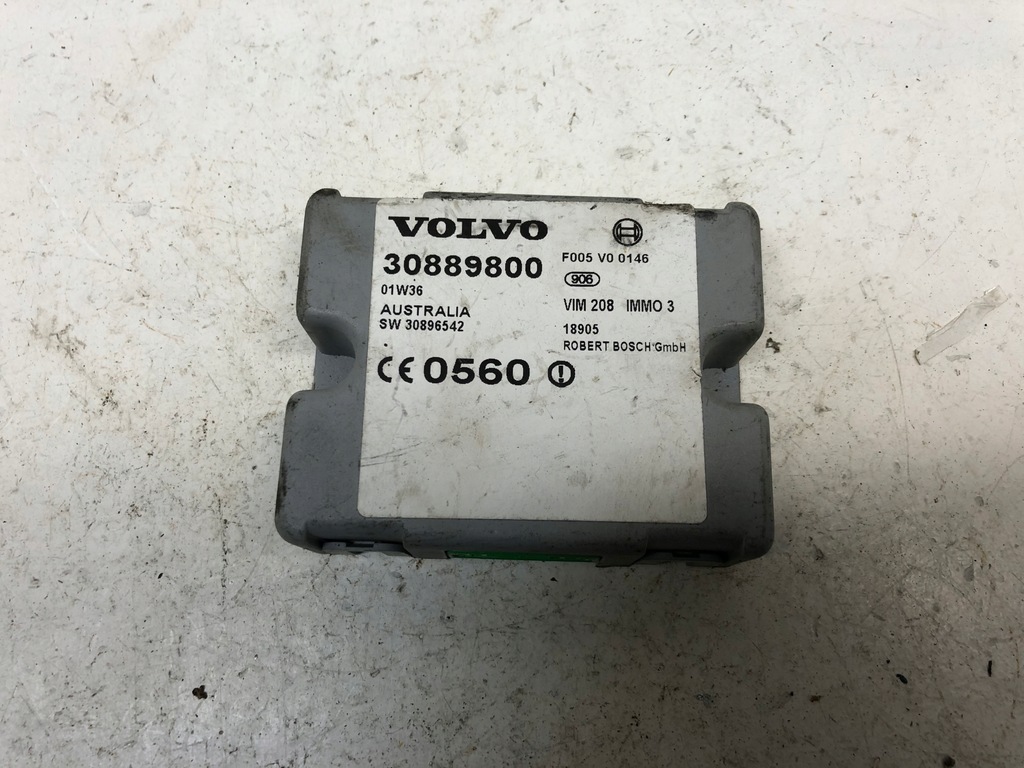 VOLVO
30889800
01W36
AUSTRALIA
SW 30896542
CE 0560
F005 V0 0146
906
VIM 208 IMMO 3
18905
ROBERT BOSCH GmbH